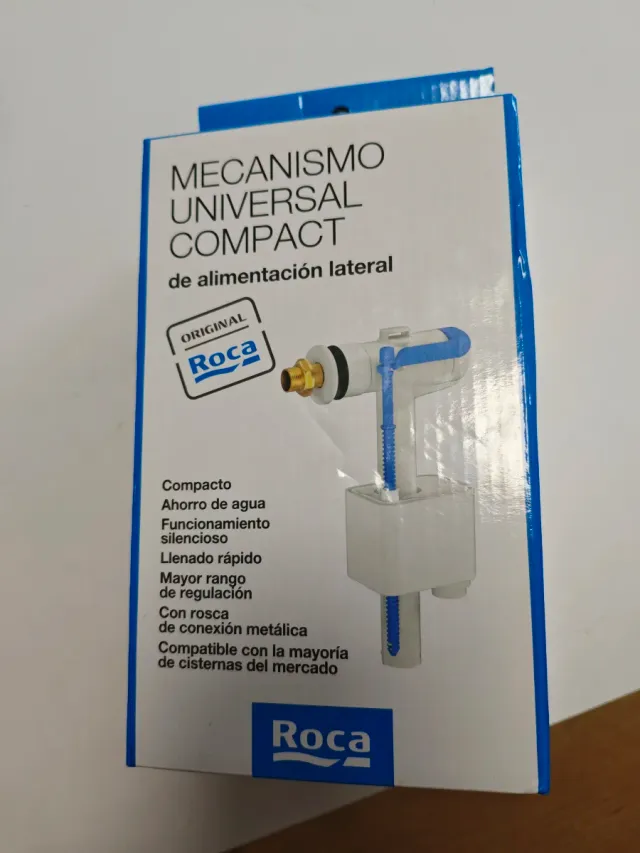 MECANISMO
UNIVERSAL
COMPACT
de alimentación lateral
ORIGINAL
Roca
Compacto
Ahorro de agua
Funcionamiento
silencioso
Llenado rápido
Mayor rango
de regulación
Con rosca
de conexión metálica
Compatible con la mayoría
de cisternas del mercado
Roca